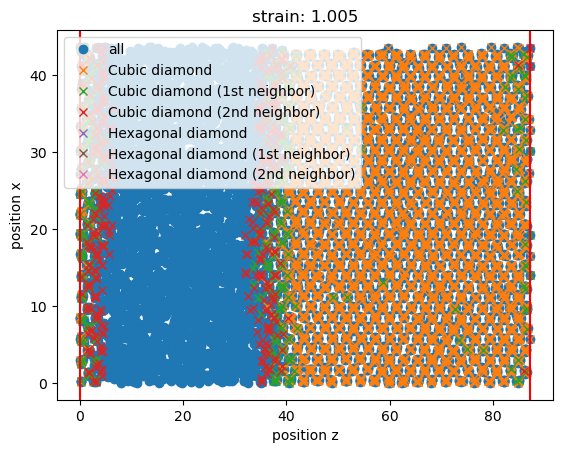 strain: 1.005
all
Cubic diamond
Cubic diamond (1st neighbor)
Cubic diamond (2nd neighbor)
Hexagonal diamond
Hexagonal diamond (1st neighbor)
Hexagonal diamond (2nd neighbor)
position x
40
30
20
10
0
0 20 40 60 80
position z